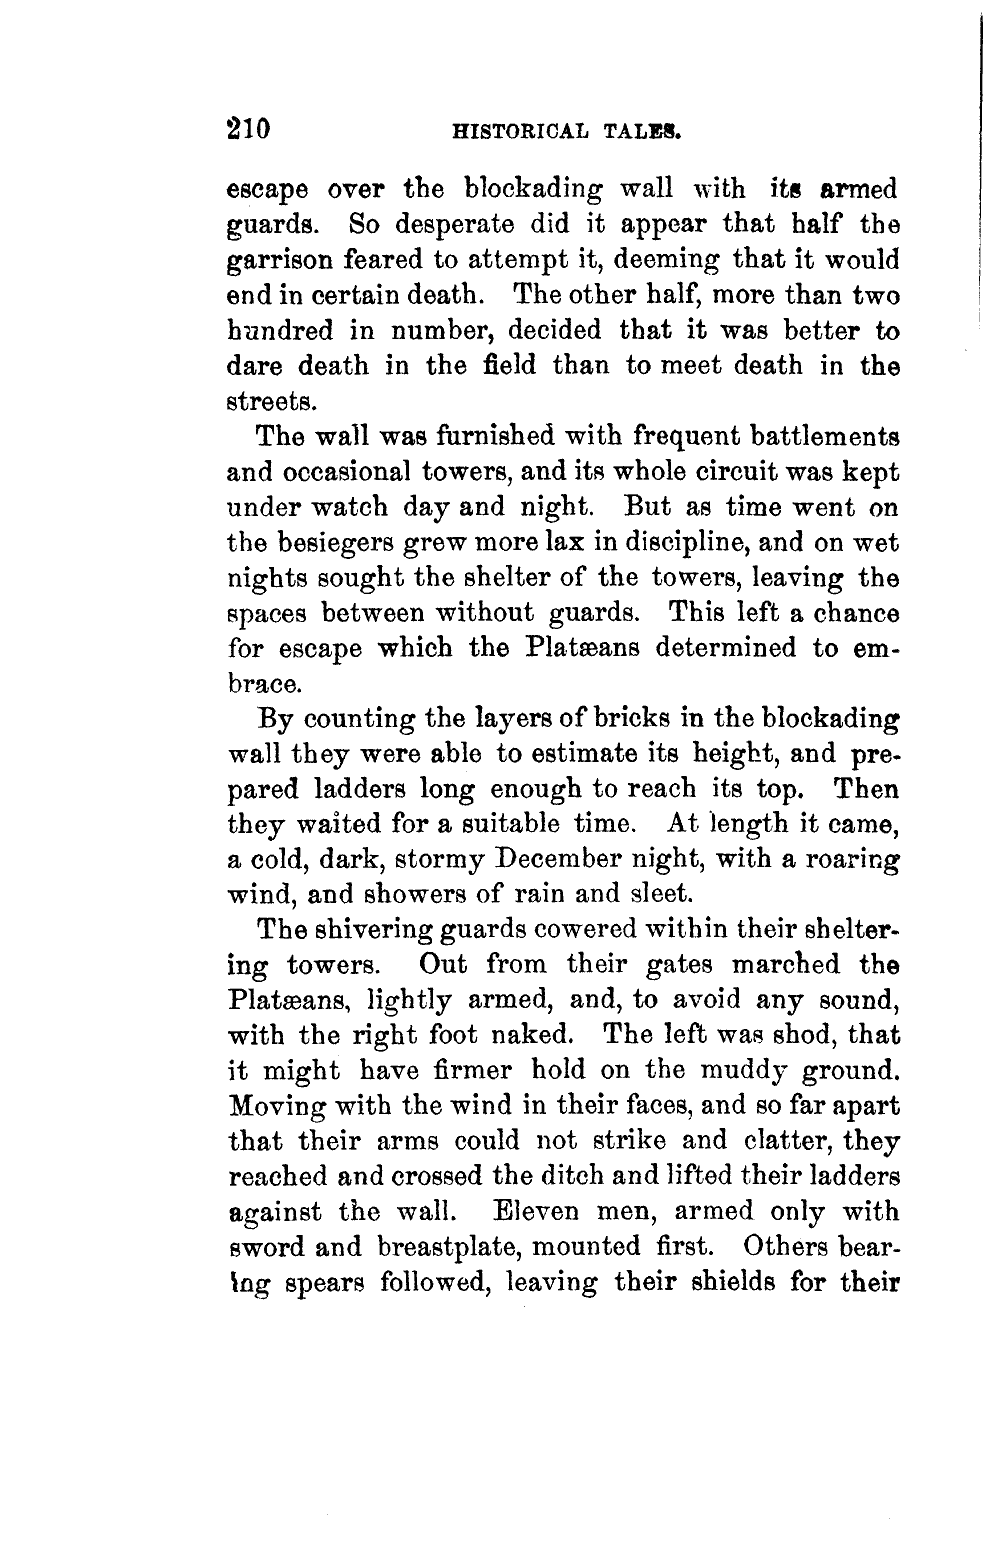 210 HISTORICAL TALES.
escape over the blockading wall with its armed
guards. So desperate did it appear that half the
garrison feared to attempt it, deeming that it would
end in certain death. The other half, more than two
hundred in number, decided that it was better to
dare death in the field than to meet death in the
streets.
The wall was furnished with frequent battlements
and occasional towers, and its whole circuit was kept
under watch day and night. But as time went on
the besiegers grew more lax in discipline, and on wet
nights sought the shelter of the towers, leaving the
spaces between without guards. This left a chance
for escape which the Platæans determined to em-
brace.
By counting the layers of bricks in the blockading
wall they were able to estimate its height, and pre-
pared ladders long enough to reach its top. Then
they waited for a suitable time. At length it came,
a cold, dark, stormy December night, with a roaring
wind, and showers of rain and sleet.
The shivering guards cowered within their shelter-
ing towers. Out from their gates marched the
Platæans, lightly armed, and, to avoid any sound,
with the right foot naked. The left was shod, that
it might have firmer hold on the muddy ground.
Moving with the wind in their faces, and so far apart
that their arms could not strike and clatter, they
reached and crossed the ditch and lifted their ladders
against the wall. Eleven men, armed only with
sword and breastplate, mounted first. Others bear-
ing spears followed, leaving their shields for their